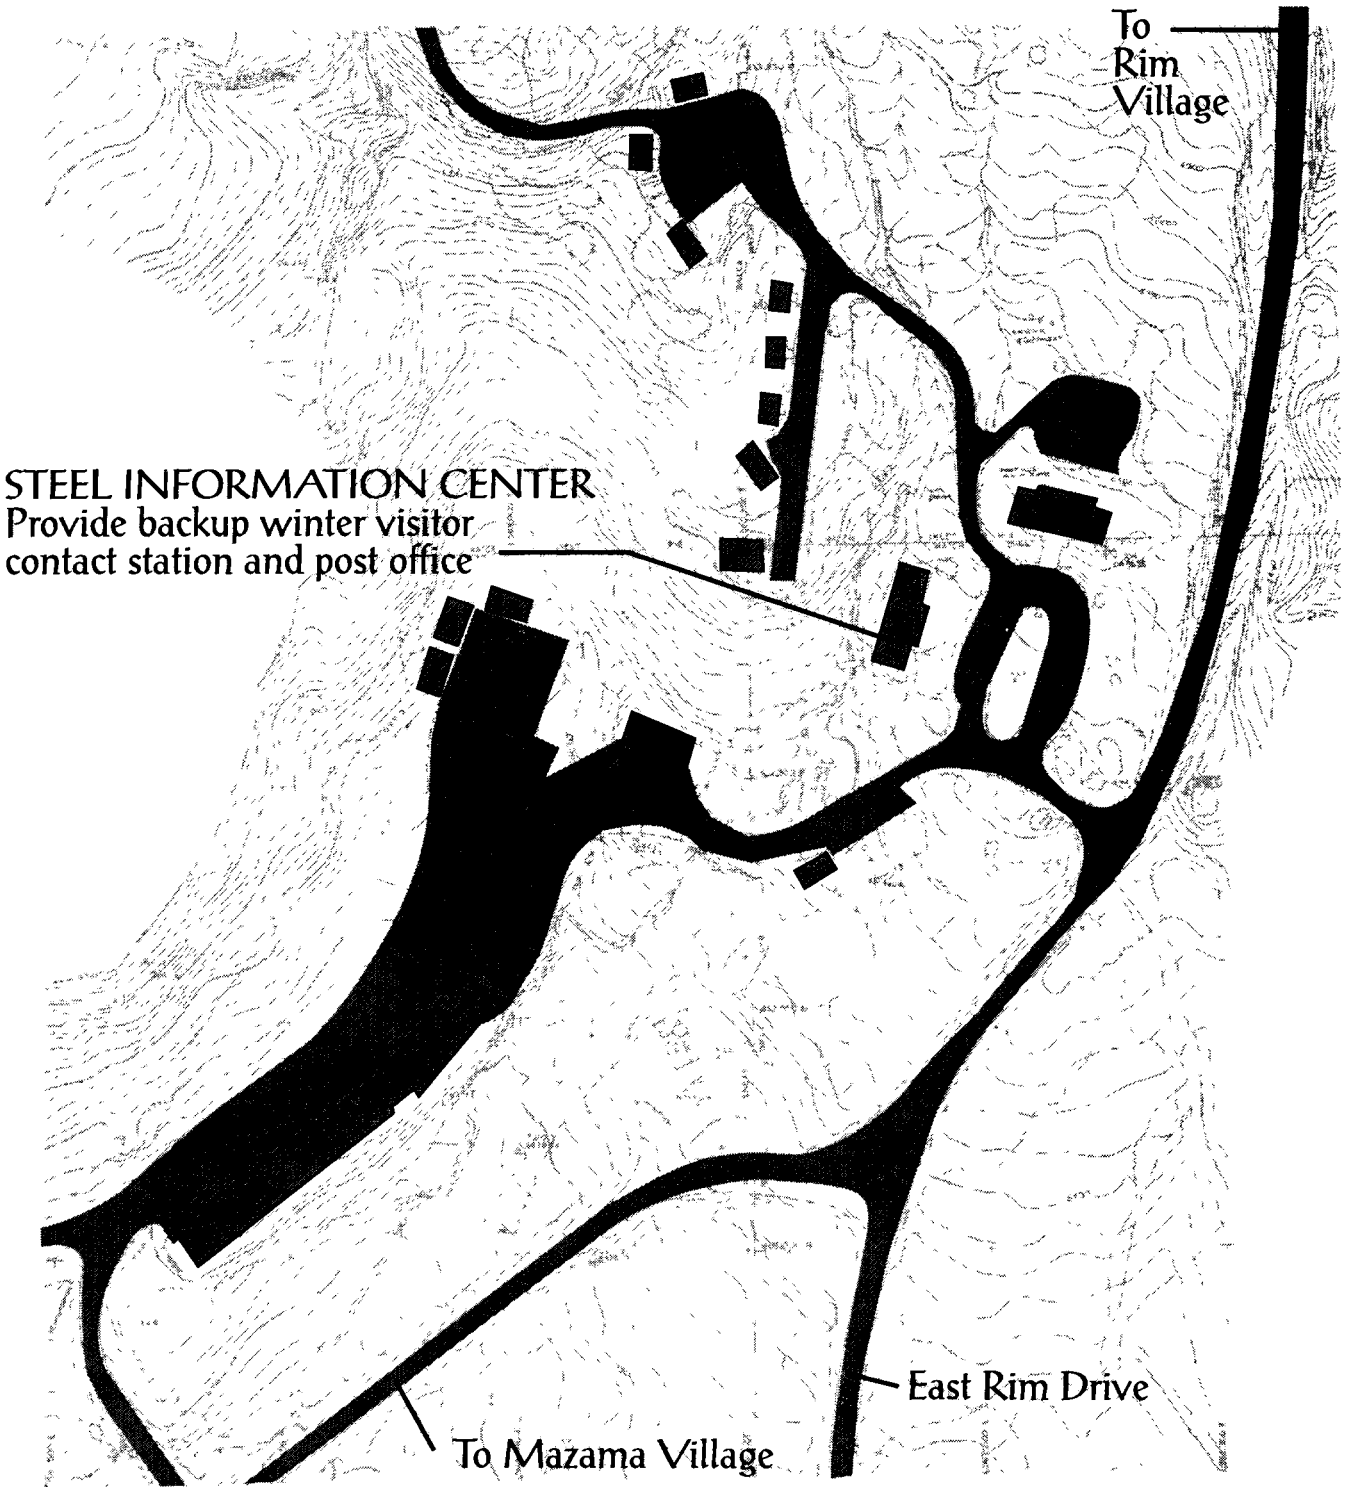 To
Rim
Village
STEEL INFORMATION CENTER
Provide backup winter visitor
contact station and post office
East Rim Drive
To Mazama Village